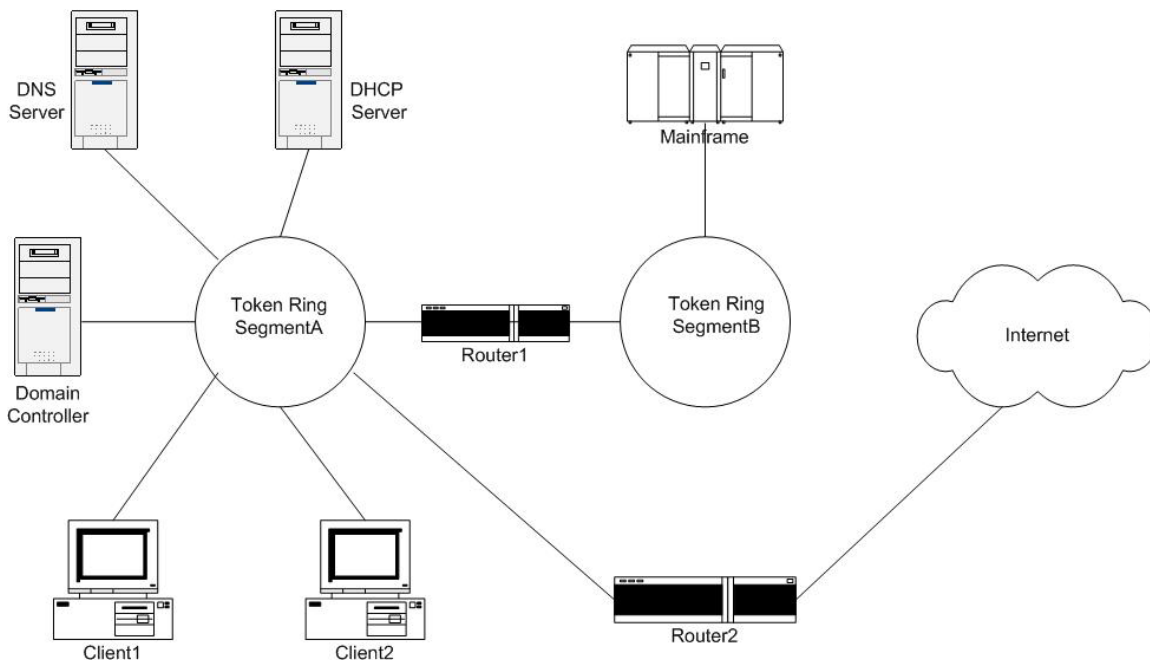 DNS
Server
DHCP
Server
Mainframe
Token Ring
SegmentA
Token Ring
SegmentB
Internet
Router1
Domain
Controller
Client1
Client2
Router2